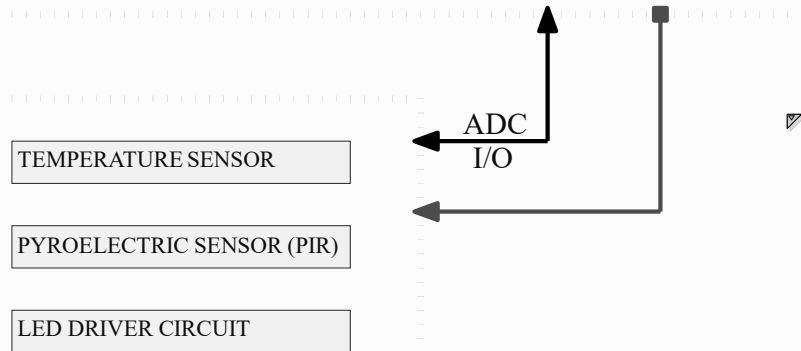 ADC
I/O
TEMPERATURE SENSOR
PYROELECTRIC SENSOR (PIR)
LED DRIVER CIRCUIT